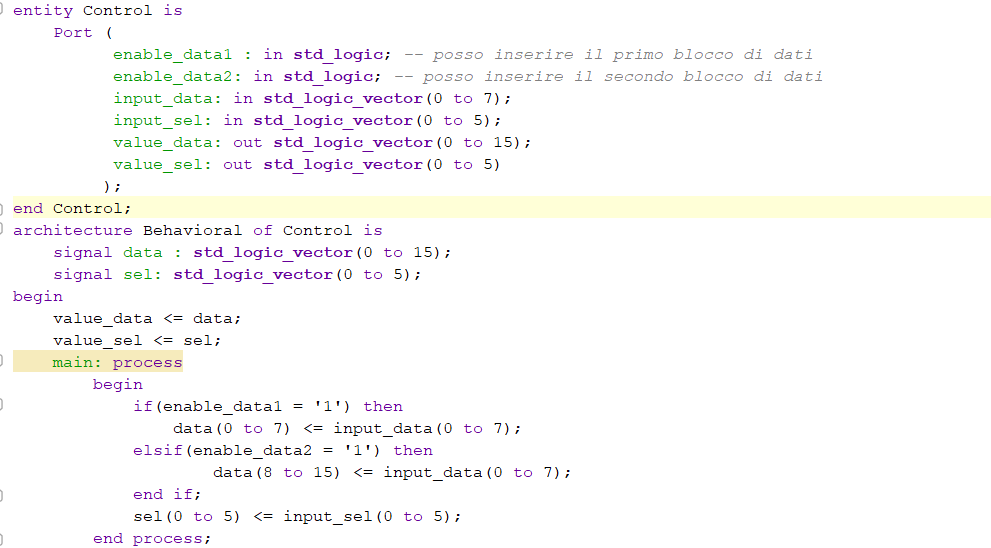 entity Control is
    Port (
          enable_data1 : in std_logic; -- posso inserire il primo blocco di dati
          enable_data2: in std_logic; -- posso inserire il secondo blocco di dati
          input_data: in std_logic_vector(0 to 7);
          input_sel: in std_logic_vector(0 to 5);
          value_data: out std_logic_vector(0 to 15);
          value_sel: out std_logic_vector(0 to 5)
         );
end Control;
architecture Behavioral of Control is
    signal data : std_logic_vector(0 to 15);
    signal sel: std_logic_vector(0 to 5);
begin
    value_data <= data;
    value_sel <= sel;
    main: process
        begin
            if(enable_data1 = '1') then
                data(0 to 7) <= input_data(0 to 7);
            elsif(enable_data2 = '1') then
                    data(8 to 15) <= input_data(0 to 7);
            end if;
            sel(0 to 5) <= input_sel(0 to 5);
        end process;